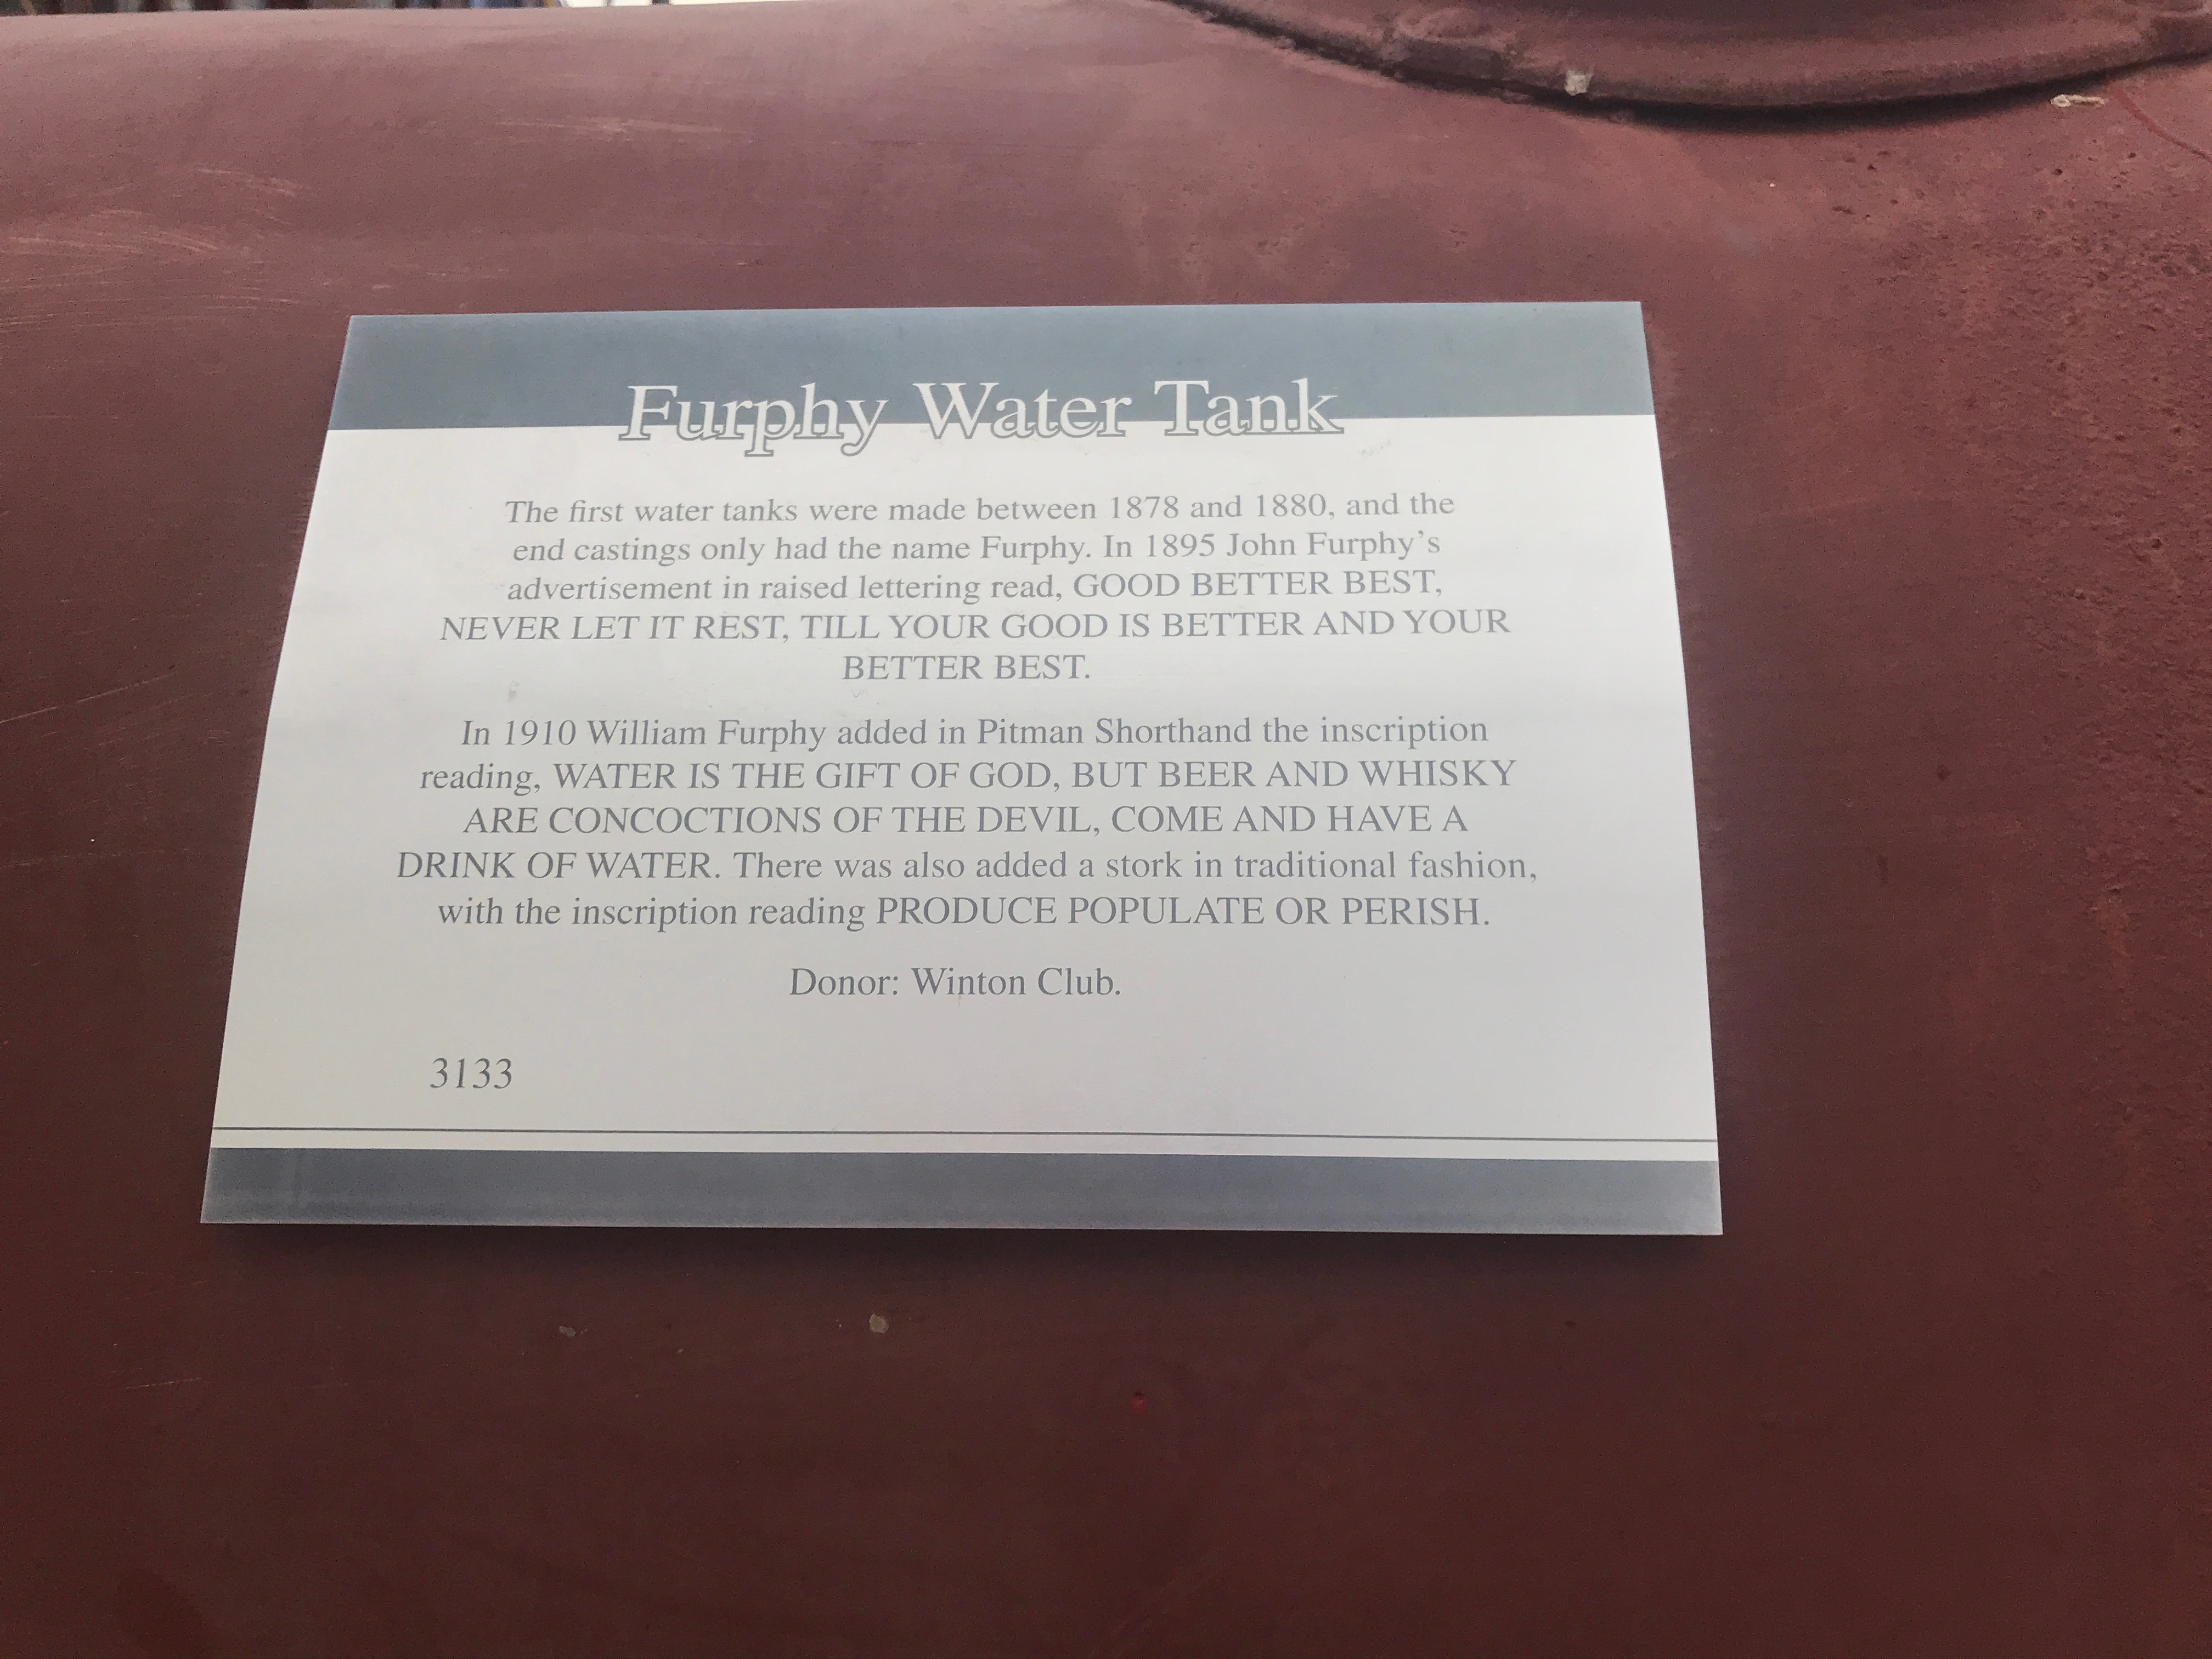 Furphy Water Tank
The first water tanks were made between 1878 and 1880, and the
end castings only had the name Furphy. In 1895 John Furphy's
advertisement in raised lettering read, GOOD BETTER BEST,
NEVER LET IT REST, TILL YOUR GOOD IS BETTER AND YOUR
BETTER BEST.
In 1910 William Furphy added in Pitman Shorthand the inscription
reading, WATER IS THE GIFT OF GOD, BUT BEER AND WHISKY
ARE CONCOCTIONS OF THE DEVIL, COME AND HAVE A
DRINK OF WATER. There was also added a stork in traditional fashion,
with the inscription reading PRODUCE POPULATE OR PERISH.
Donor: Winton Club.
3133